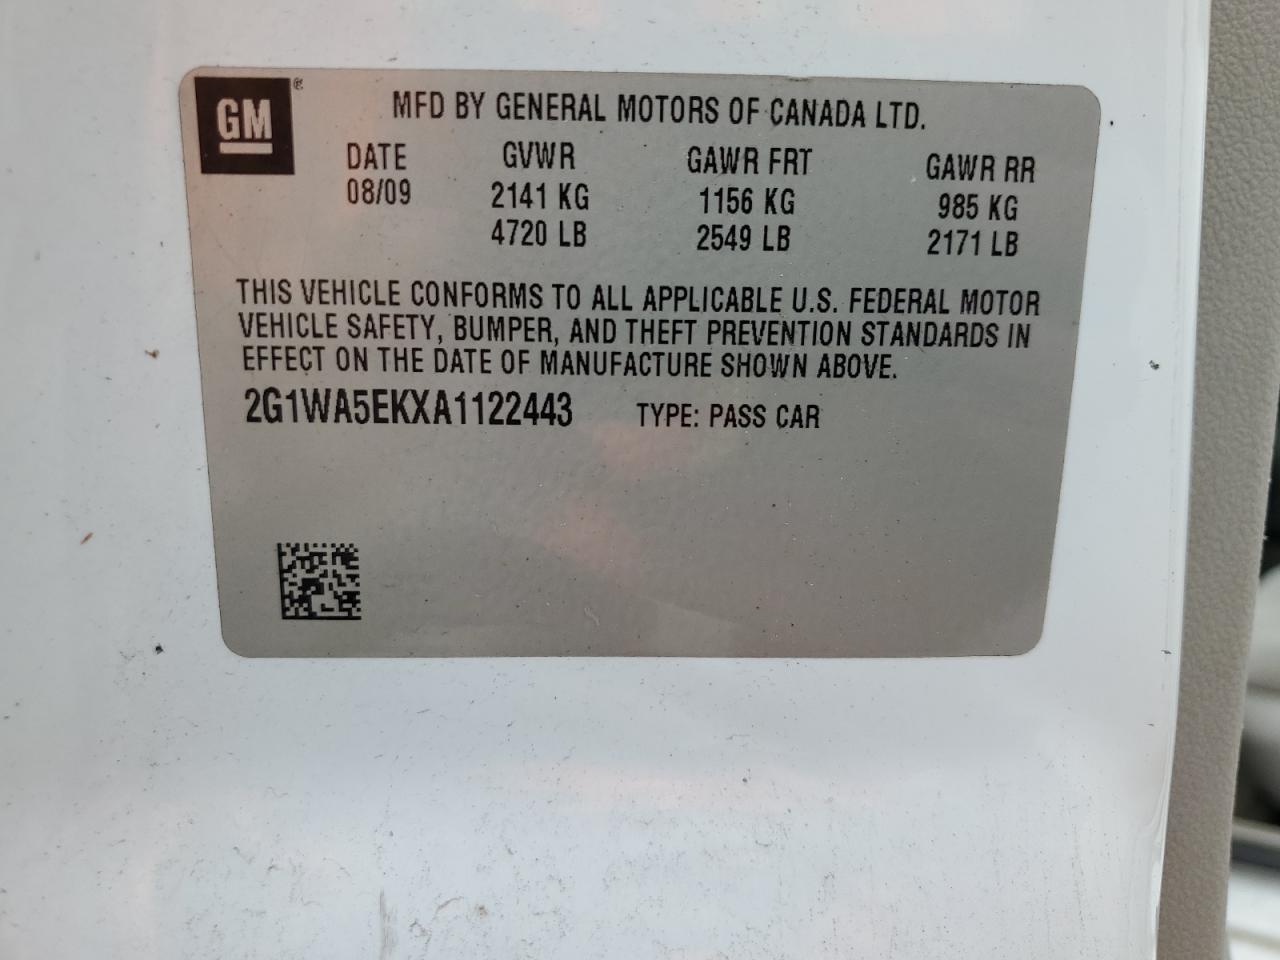 GM®
MFD BY GENERAL MOTORS OF CANADA LTD.
DATE GVWR GAWR FRT GAWR RR
08/09 2141 KG 1156 KG 985 KG
4720 LB 2549 LB 2171 LB
THIS VEHICLE CONFORMS TO ALL APPLICABLE U.S. FEDERAL MOTOR
VEHICLE SAFETY, BUMPER, AND THEFT PREVENTION STANDARDS IN
EFFECT ON THE DATE OF MANUFACTURE SHOWN ABOVE.
2G1WA5EKXA1122443 TYPE: PASS CAR